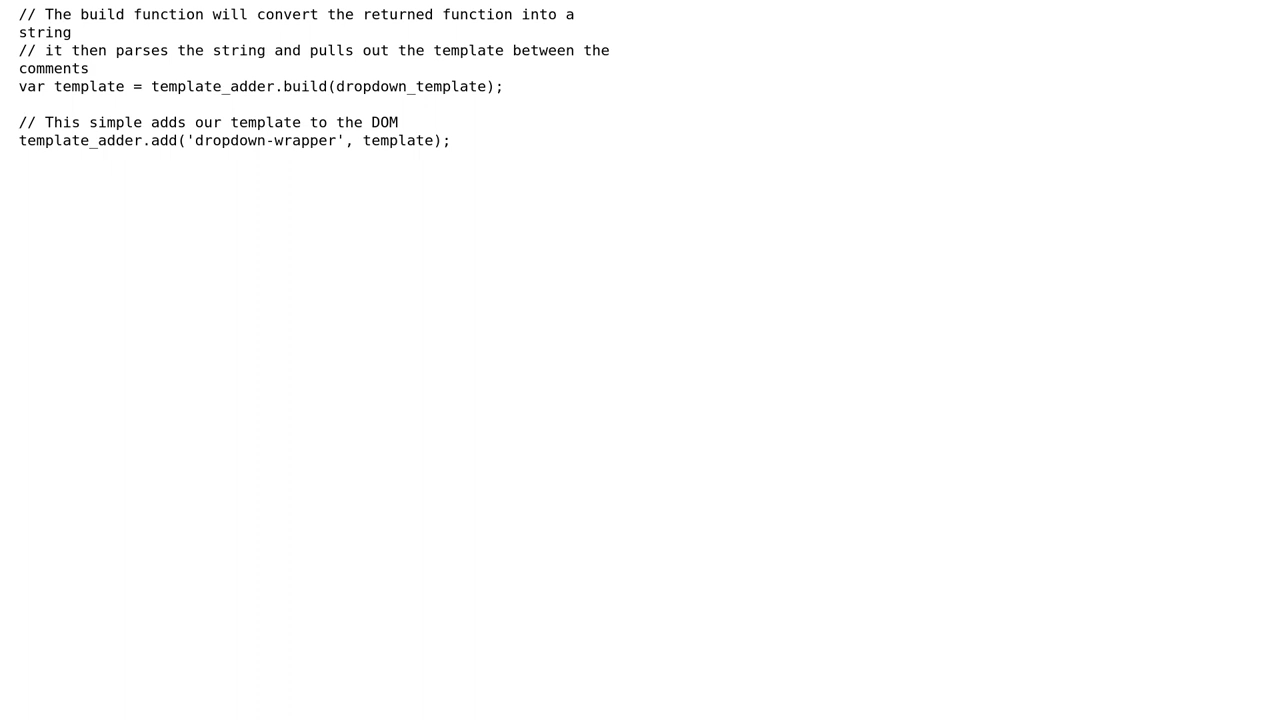 // The build function will convert the returned function into a
string
// it then parses the string and pulls out the template between the
comments
var template = template_adder.build(dropdown_template);

// This simple adds our template to the DOM
template_adder.add('dropdown-wrapper', template);